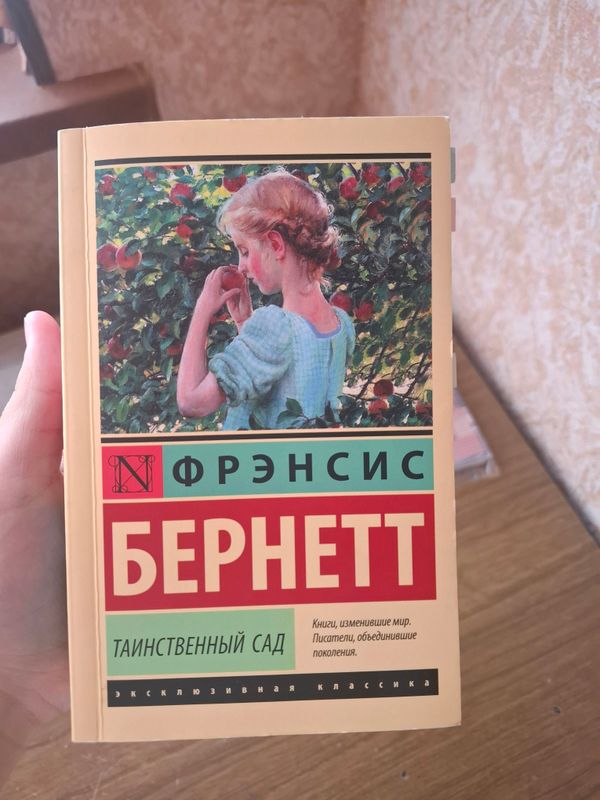 N
ФРЭНСИС
БЕРНЕТТ
ТАИНСТВЕННЫЙ САД
Книги, изменившие мир.
Писатели, объединившие
поколения.
эксклюзивная классика